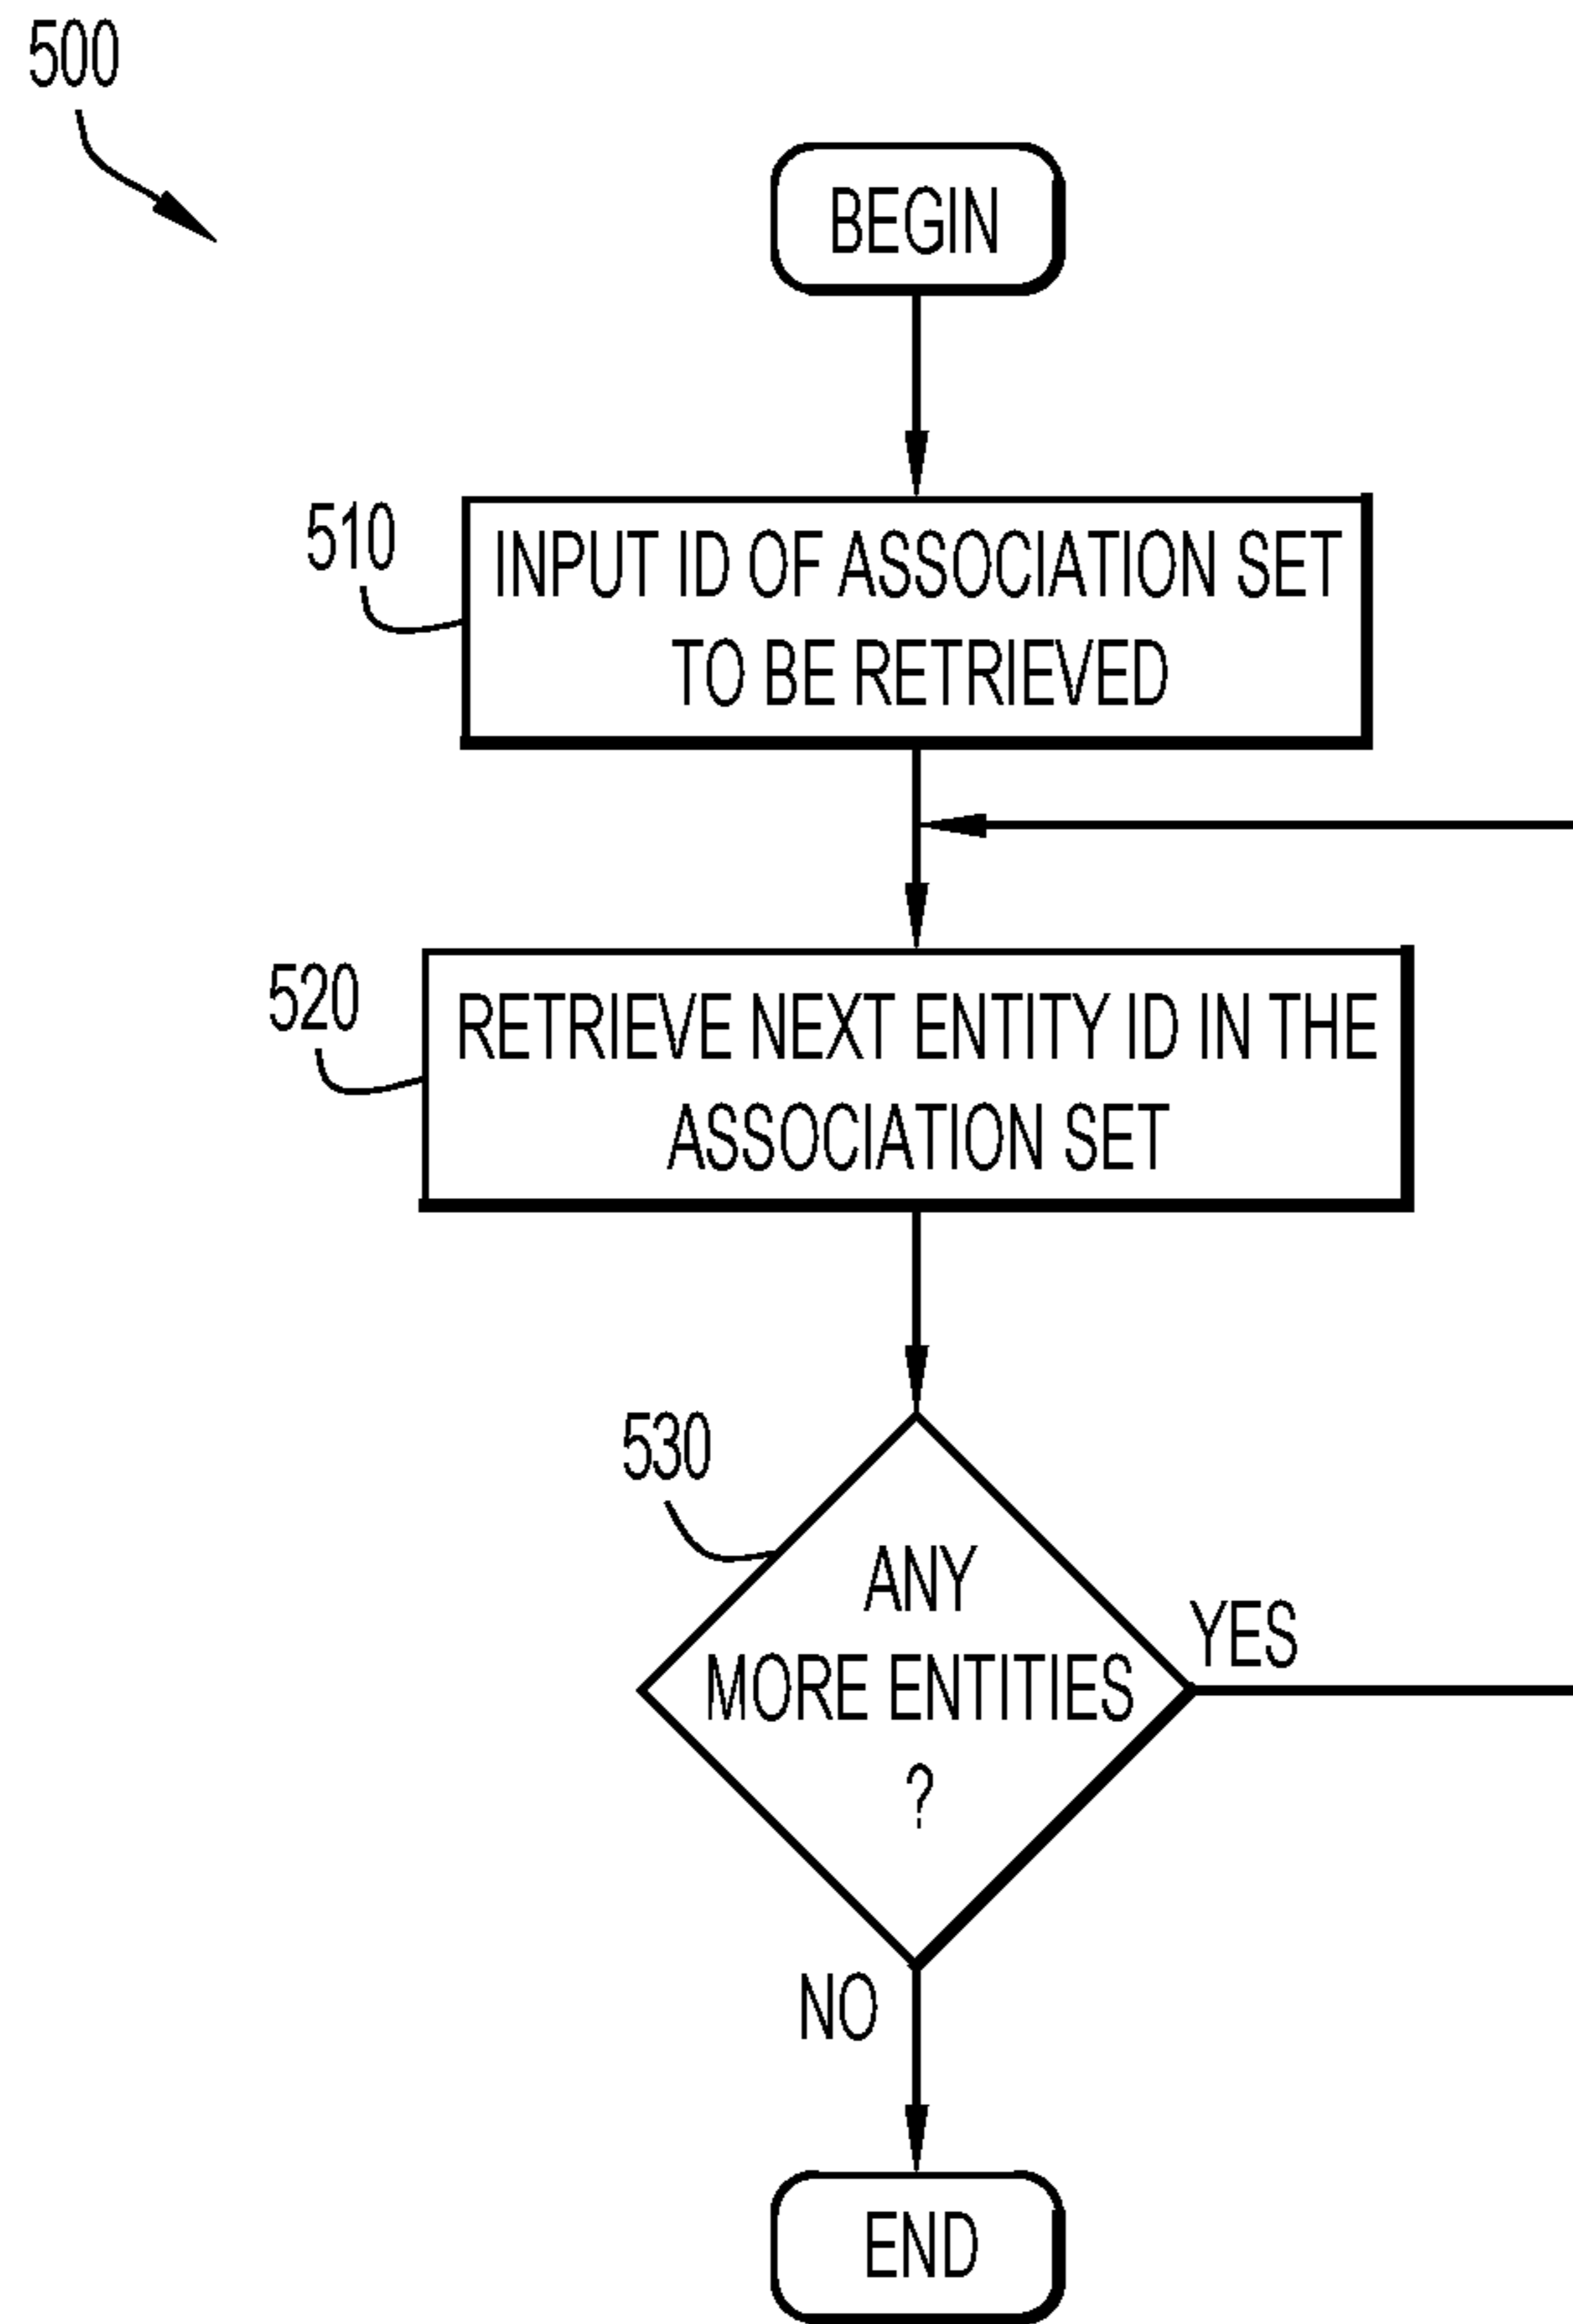 500
BEGIN
510
INPUT ID OF ASSOCIATION SET
TO BE RETRIEVED
520
RETRIEVE NEXT ENTITY ID IN THE
ASSOCIATION SET
530
ANY
MORE ENTITIES
?
YES
NO
END